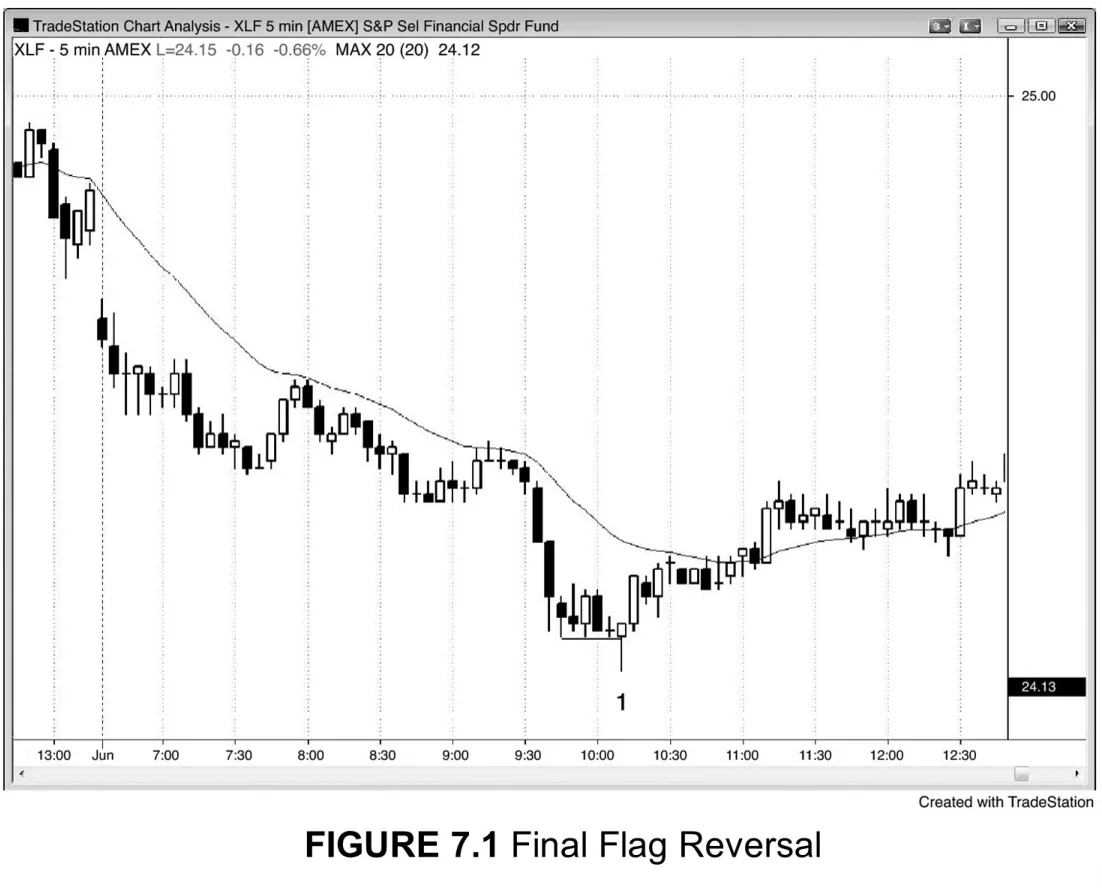 TradeStation Chart Analysis - XLF 5 min [AMEX] S&P Sel Financial Spdr Fund
XLF - 5 min AMEX L=24.15 -0.16 -0.66% MAX 20 (20) 24.12
25.00
24.13
1
13:00 Jun 7:00 7:30 8:00 8:30 9:00 9:30 10:00 10:30 11:00 11:30 12:00 12:30
Created with TradeStation
FIGURE 7.1 Final Flag Reversal